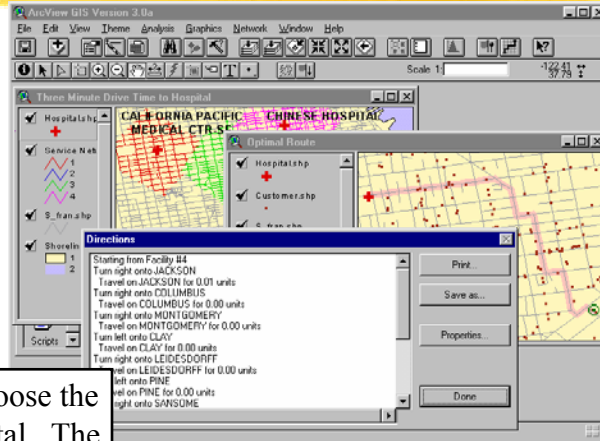 ArcView GIS Version 3.0a
File Edit View Theme Analysis Graphics Network Window Help
Scale 1:
-122.41
37.79
Three Minute Drive Time to Hospital
Hospital.shp
Service Net
1
2
3
4
S_fran.shp
Shorelin
1
2
CALIFORNIA PACIFIC
MEDICAL CTR-SF
CHINESE HOSPITAL
Optimal Route
Hospital.shp
Customer.shp
S_fran.shp
Directions
Starting from Facility #4
Turn right onto JACKSON
Travel on JACKSON for 0.01 units
Turn right onto COLUMBUS
Travel on COLUMBUS for 0.00 units
Turn right onto MONTGOMERY
Travel on MONTGOMERY for 0.00 units
Turn left onto CLAY
Travel on CLAY for 0.00 units
Turn right onto LEIDESDORFF
Travel on LEIDESDORFF for 0.00 units
left onto PINE
vel on PINE for 0.00 units
ight onto SANSOME
Print...
Save as...
Properties...
Done
Scripts
oose the
tal. The